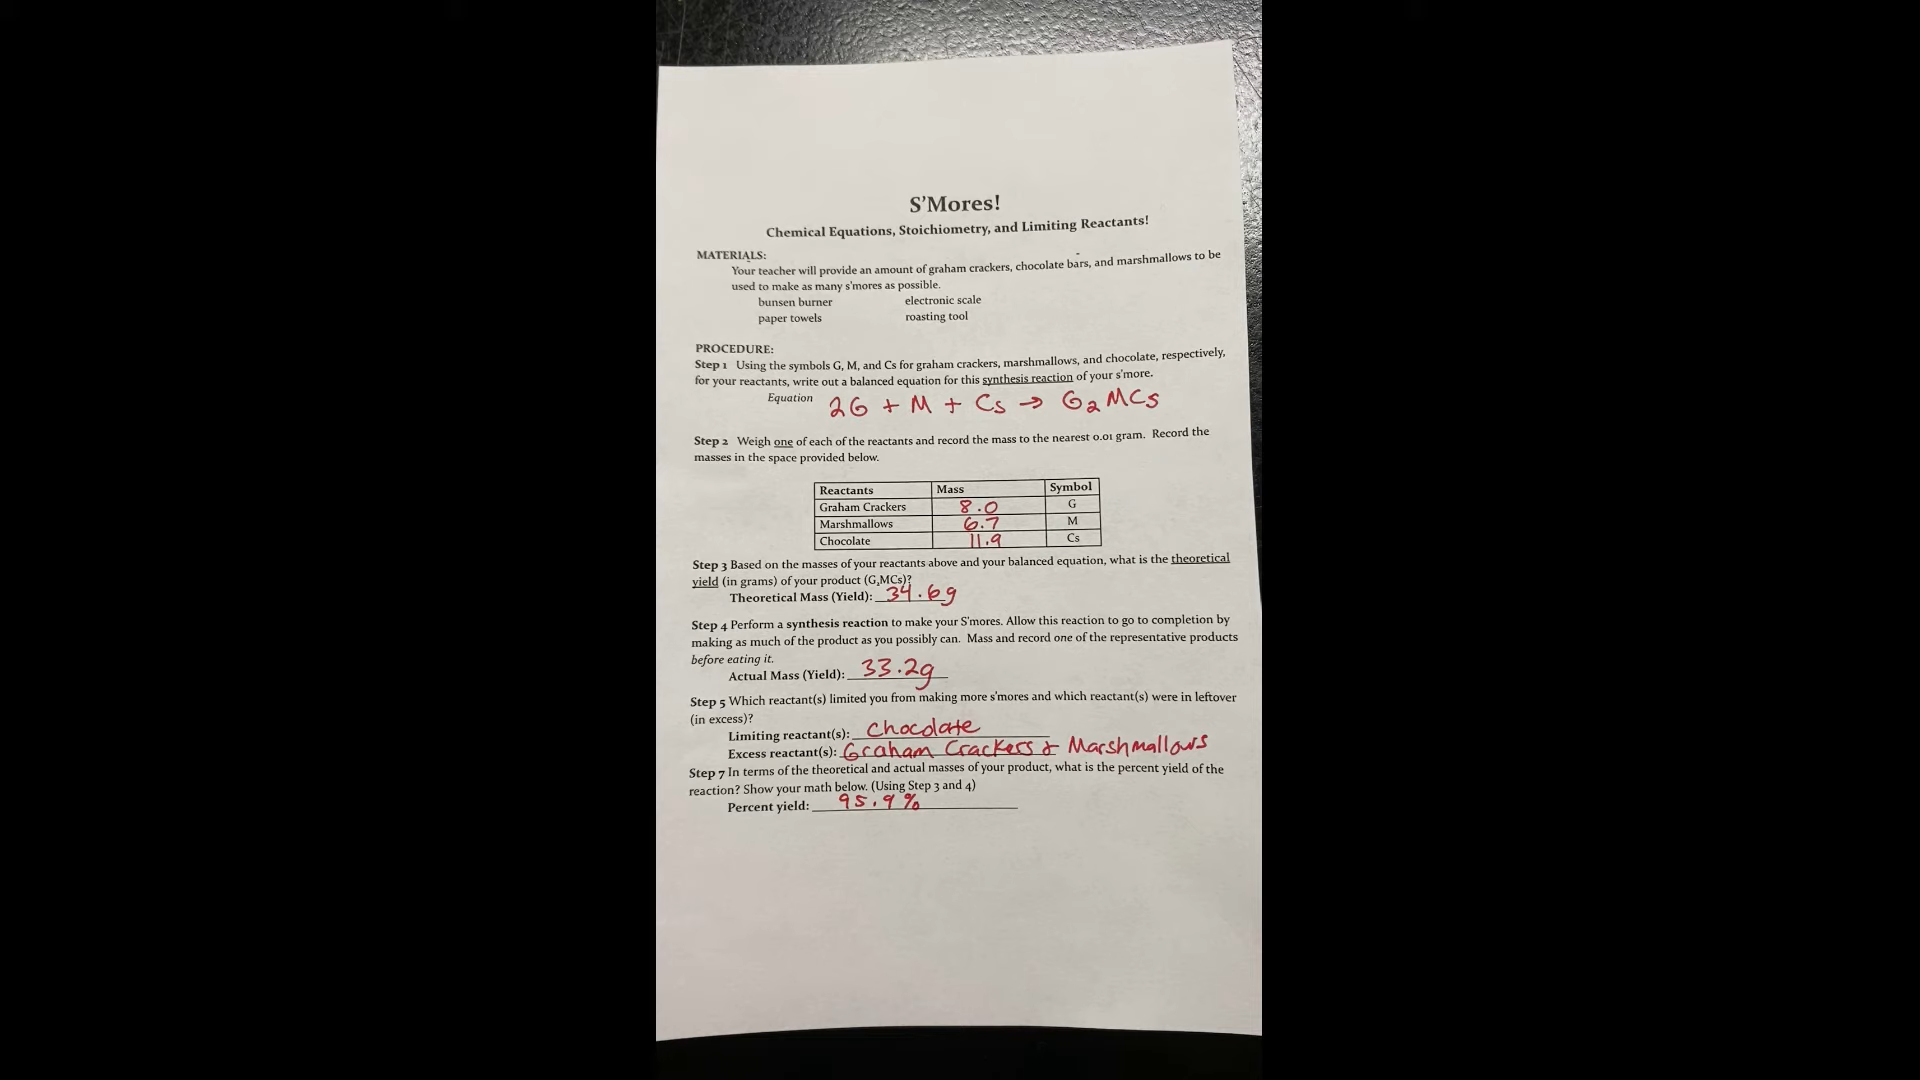 S'Mores!
Chemical Equations, Stoichiometry, and Limiting Reactants!
MATERIALS:
Your teacher will provide an amount of graham crackers, chocolate bars, and marshmallows to be
used to make as many s'mores as possible.
bunsen burner electronic scale
paper towels roasting tool
PROCEDURE:
Step 1 Using the symbols G, M, and Cs for graham crackers, marshmallows, and chocolate, respectively,
for your reactants, write out a balanced equation for this synthesis reaction of your s'more.
Equation 2G + M + Cs → G₂MCs
Step 2 Weigh one of each of the reactants and record the mass to the nearest 0.01 gram. Record the
masses in the space provided below.
Reactants Mass Symbol
Graham Crackers 8.0 G
Marshmallows 6.7 M
Chocolate 11.9 Cs
Step 3 Based on the masses of your reactants above and your balanced equation, what is the theoretical
yield (in grams) of your product (G₂MCs)?
Theoretical Mass (Yield): 34.6g
Step 4 Perform a synthesis reaction to make your S'mores. Allow this reaction to go to completion by
making as much of the product as you possibly can. Mass and record one of the representative products
before eating it.
Actual Mass (Yield): 33.2g
Step 5 Which reactant(s) limited you from making more s'mores and which reactant(s) were in leftover
(in excess)?
Limiting reactant(s): Chocolate
Excess reactant(s): Graham Crackers & Marshmallows
Step 7 In terms of the theoretical and actual masses of your product, what is the percent yield of the
reaction? Show your math below. (Using Step 3 and 4)
Percent yield: 95.9%